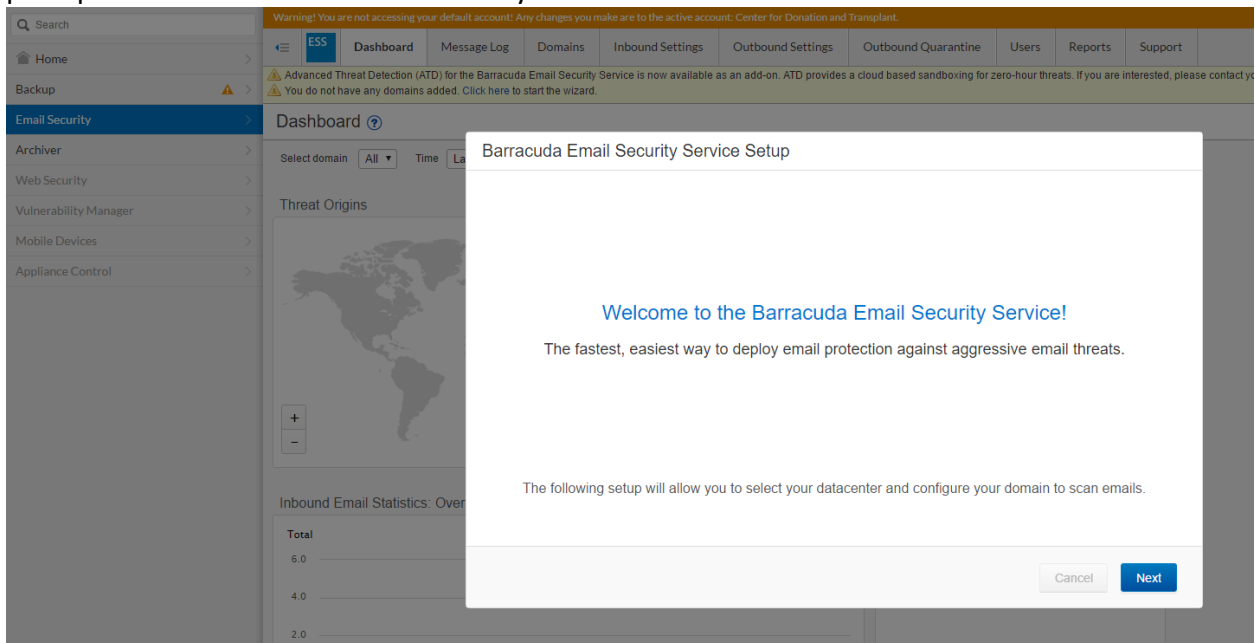 Search
Home
Backup
Email Security
Archiver
Web Security
Vulnerability Manager
Mobile Devices
Appliance Control
Warning! You are not accessing your default account! Any changes you make are to the active account: Center for Donation and Transplant.
ESS Dashboard Message Log Domains Inbound Settings Outbound Settings Outbound Quarantine Users Reports Support
Advanced Threat Detection (ATD) for the Barracuda Email Security Service is now available as an add-on. ATD provides a cloud based sandboxing for zero-hour threats. If you are interested, please contact
You do not have any domains added. Click here to start the wizard.
Dashboard ?
Select domain All Time La
Threat Origins
+
−
Inbound Email Statistics: Over
Total
6.0
4.0
2.0
Barracuda Email Security Service Setup
Welcome to the Barracuda Email Security Service!
The fastest, easiest way to deploy email protection against aggressive email threats.
The following setup will allow you to select your datacenter and configure your domain to scan emails.
Cancel Next